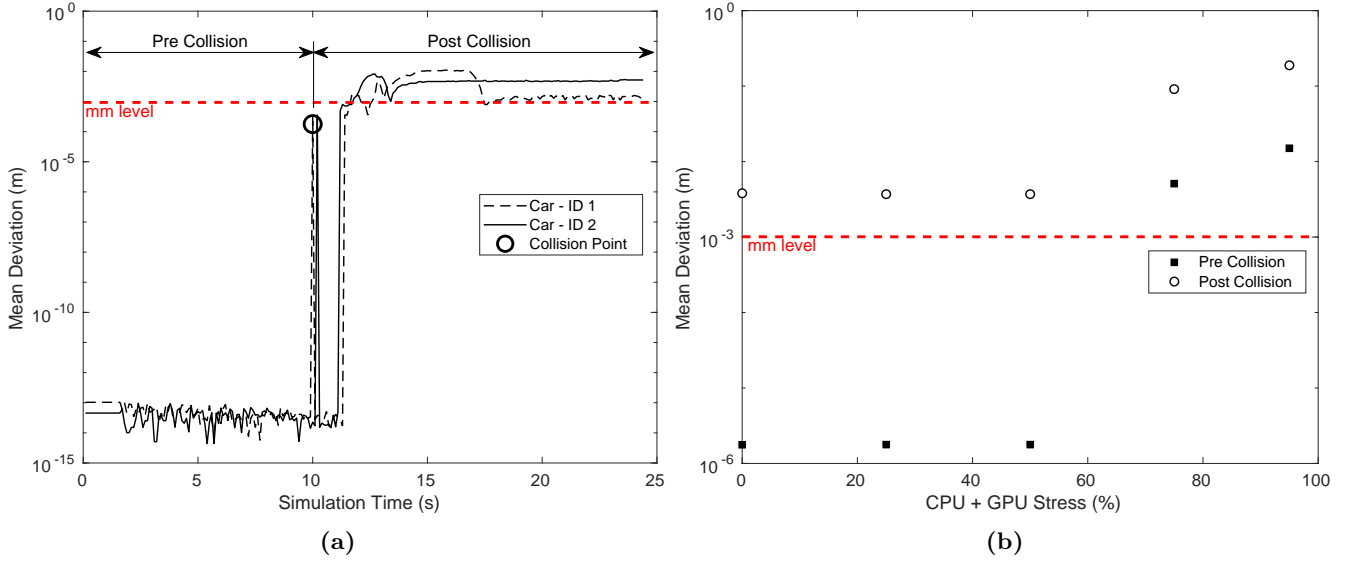 10^0
Pre Collision
Post Collision
mm level
10^-5
Mean Deviation (m)
Car - ID 1
Car - ID 2
Collision Point
10^-10
10^-15
0
5
10
15
20
25
Simulation Time (s)
(a)
10^0
Mean Deviation (m)
10^-3
mm level
Pre Collision
Post Collision
10^-6
0
20
40
60
80
100
CPU + GPU Stress (%)
(b)